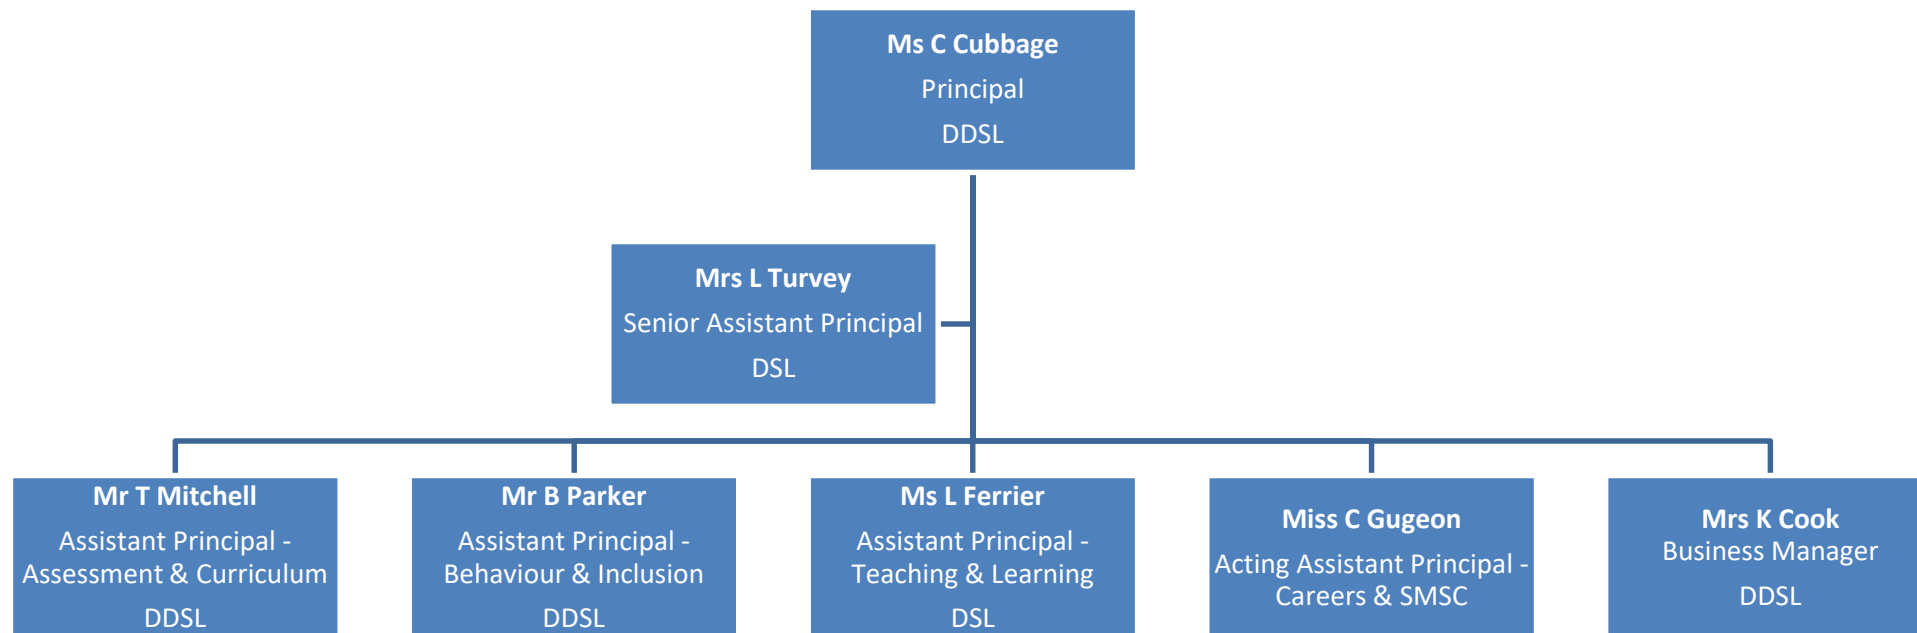 Ms C Cubbage
Principal
DDSL
Mrs L Turvey
Senior Assistant Principal
DSL
Mr T Mitchell
Assistant Principal -
Assessment & Curriculum
DDSL
Mr B Parker
Assistant Principal -
Behaviour & Inclusion
DDSL
Ms L Ferrier
Assistant Principal -
Teaching & Learning
DSL
Miss C Gugeon
Acting Assistant Principal -
Careers & SMSC
Mrs K Cook
Business Manager
DDSL